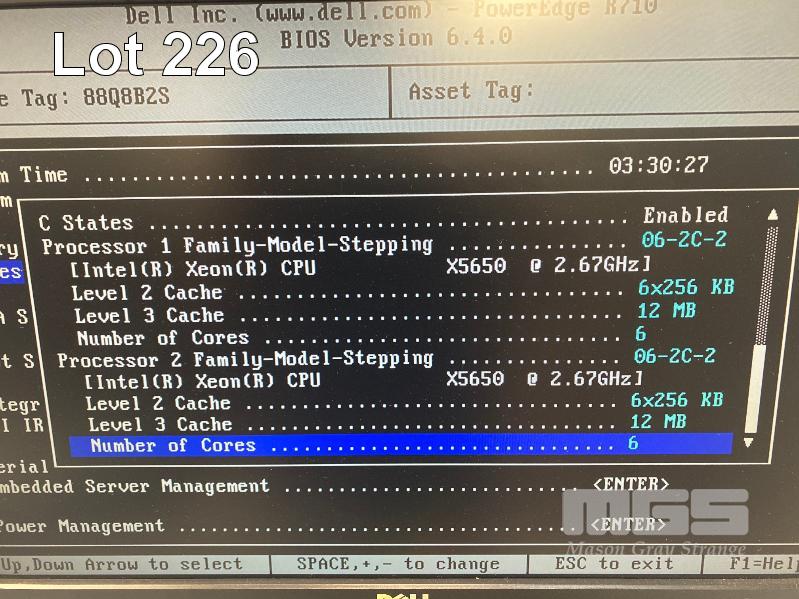 Dell Inc. (www.dell.com) - PowerEdge R710
Lot 226
BIOS Version 6.4.0
e Tag: 88Q8B2S
Asset Tag:
m Time ................................................ 03:30:27
m
C States ............................................. Enabled
ry
Processor 1 Family-Model-Stepping ................. 06-2C-2
es
[Intel(R) Xeon(R) CPU X5650 @ 2.67GHz]
Level 2 Cache ...................................... 6x256 KB
A S
Level 3 Cache ...................................... 12 MB
Number of Cores .................................... 6
t S
Processor 2 Family-Model-Stepping ................. 06-2C-2
[Intel(R) Xeon(R) CPU X5650 @ 2.67GHz]
tegr
Level 2 Cache ...................................... 6x256 KB
I IR
Level 3 Cache ...................................... 12 MB
Number of Cores .................................... 6
erial
mbedded Server Management ............................. <ENTER>
Power Management ...................................... <ENTER>
MGS
Mason Gray Strange
Up,Down Arrow to select
SPACE,+,- to change
ESC to exit
F1=Help
DELL